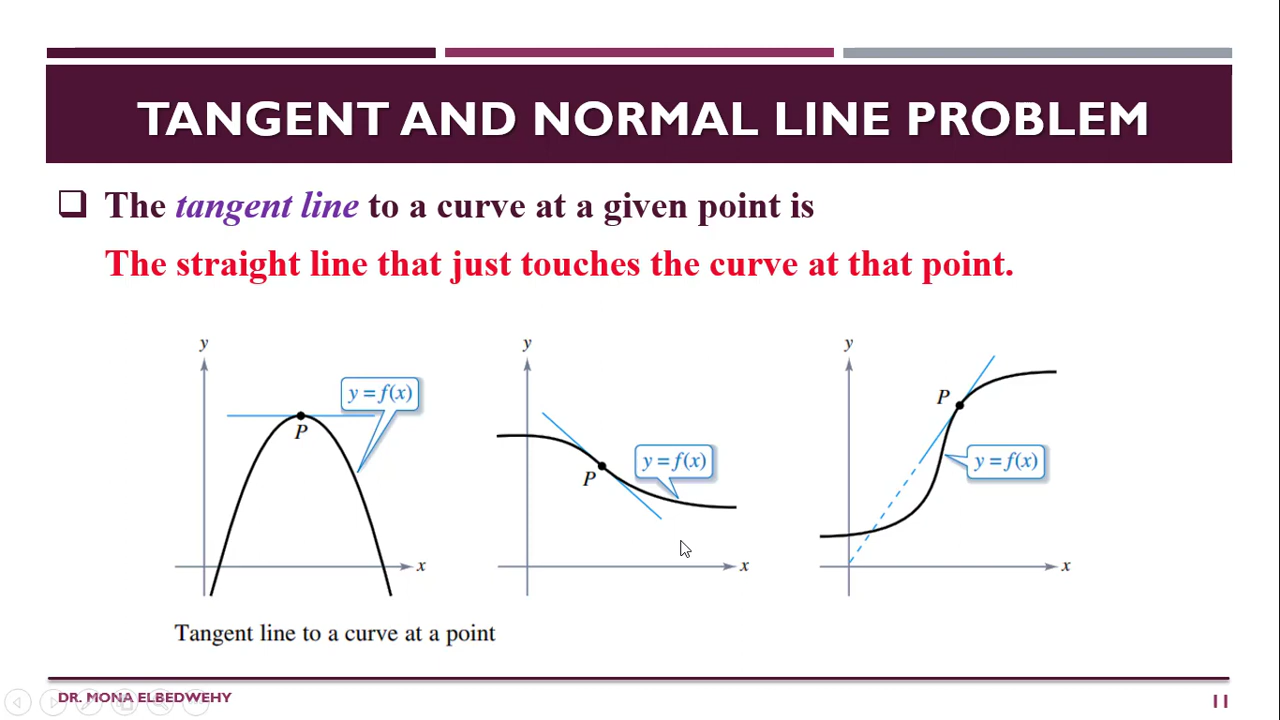 TANGENT AND NORMAL LINE PROBLEM
❑ The tangent line to a curve at a given point is
The straight line that just touches the curve at that point.
y
y = f(x)
P
x
y
y = f(x)
P
x
y
P
y = f(x)
x
Tangent line to a curve at a point
DR. MONA ELBEDWEHY
11